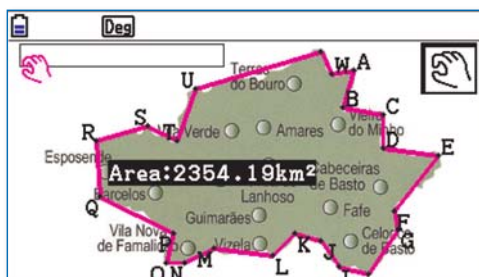 Deg
Terras
do Bouro
W
A
U
B
C
Vieira
do Minho
S
T
Vila Verde
Amares
R
D
E
Esposende
Area:2354.19km²
Cabeceiras
de Basto
Barcelos
Lanhoso
Q
Guimarães
Fafe
F
G
P
Vila Nova
de Famalicão
K
Celorico
de Basto
Vizela
O
N
M
L
J
I